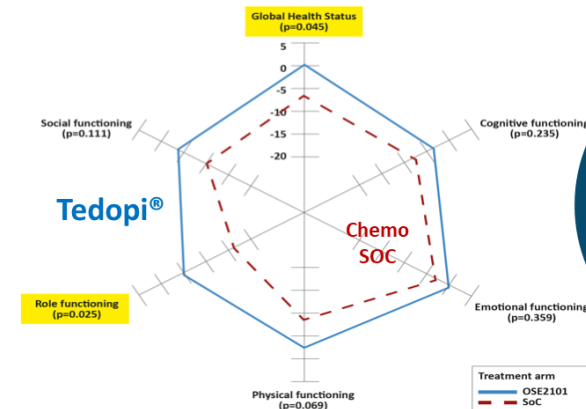 Global Health Status
(p=0.045)
5
0
-5
-10
-15
-20
Social functioning
(p=0.111)
Cognitive functioning
(p=0.235)
Tedopi®
Chemo
SOC
Role functioning
(p=0.025)
Emotional functioning
(p=0.359)
Physical functioning
(p=0.069)
Treatment arm
OSE2101
SoC